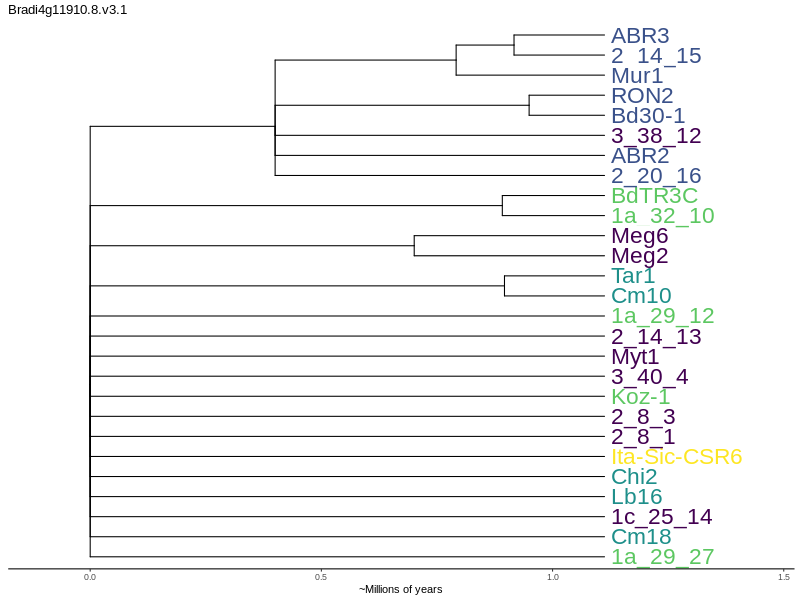 Bradi4g11910.8.v3.1
ABR3
2_14_15
Mur1
RON2
Bd30-1
3_38_12
ABR2
2_20_16
BdTR3C
1a_32_10
Meg6
Meg2
Tar1
Cm10
1a_29_12
2_14_13
Myt1
3_40_4
Koz-1
2_8_3
2_8_1
Ita-Sic-CSR6
Chi2
Lb16
1c_25_14
Cm18
1a_29_27
0.0 0.5 1.0 1.5
~Millions of years